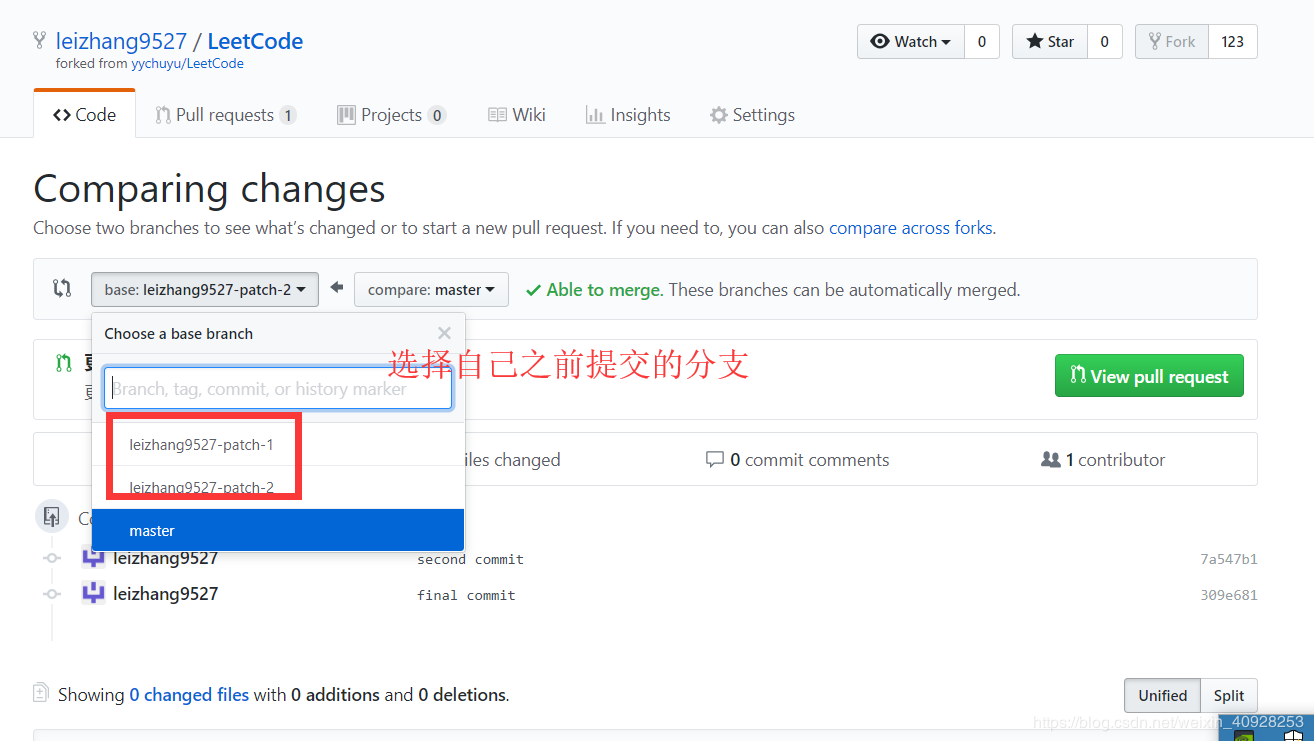 leizhang9527 / LeetCode
Watch 0 Star 0 Fork 123
forked from yychuyu/LeetCode
Code Pull requests 1 Projects 0 Wiki Insights Settings
Comparing changes
Choose two branches to see what's changed or to start a new pull request. If you need to, you can also compare across forks.
base: leizhang9527-patch-2 compare: master Able to merge. These branches can be automatically merged.
Choose a base branch
选择自己之前提交的分支
View pull request
Branch, tag, commit, or history marker
leizhang9527-patch-1
iles changed 0 commit comments 1 contributor
leizhang9527-patch-2
master
leizhang9527 second commit 7a547b1
leizhang9527 final commit 309e681
Showing 0 changed files with 0 additions and 0 deletions.
Unified Split
https://blog.csdn.net/weixin_40928253